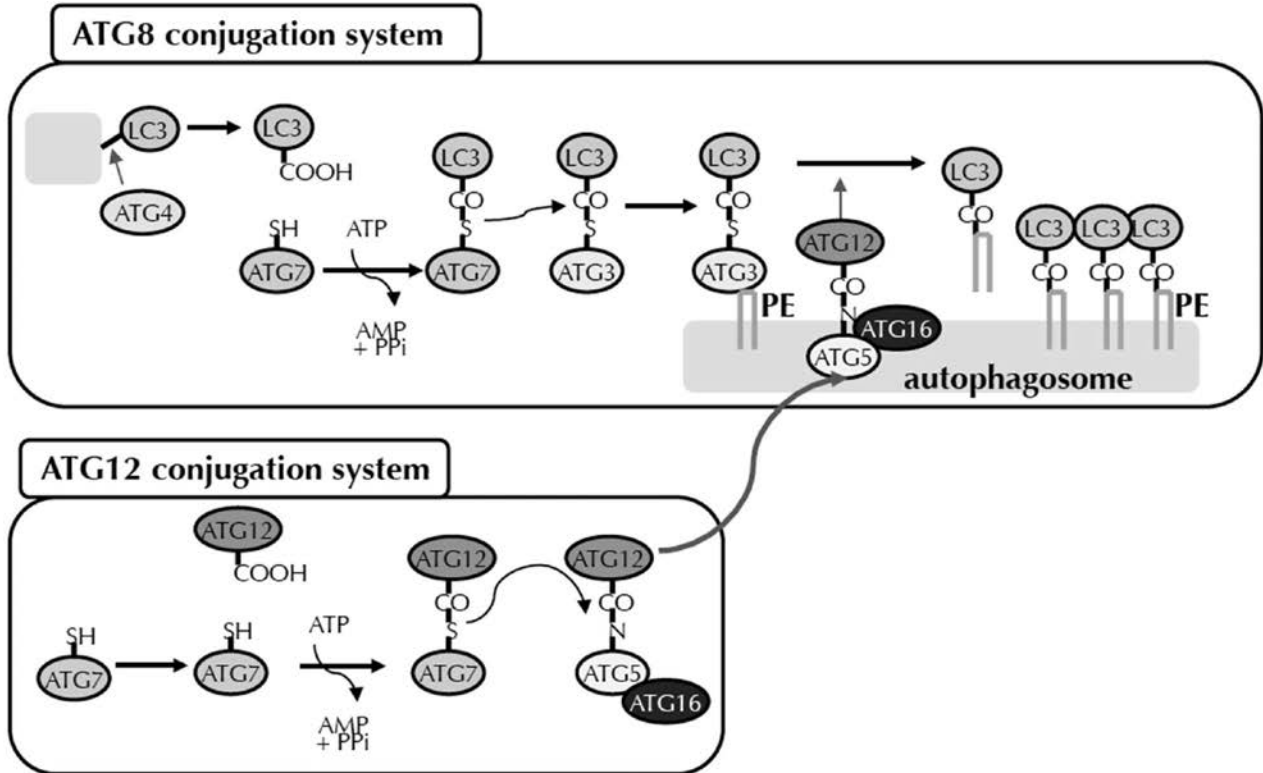 ATG8 conjugation system
LC3
LC3
COOH
ATG4
SH
ATG7
ATP
AMP
+ PPi
LC3
CO
S
ATG7
LC3
CO
S
ATG3
LC3
CO
S
ATG3
PE
ATG12
CO
N
ATG16
ATG5
LC3
CO
LC3
LC3
LC3
CO
CO
CO
PE
autophagosome
ATG12 conjugation system
ATG12
COOH
SH
ATG7
SH
ATG7
ATP
AMP
+ PPi
ATG12
CO
S
ATG7
ATG12
CO
N
ATG5
ATG16